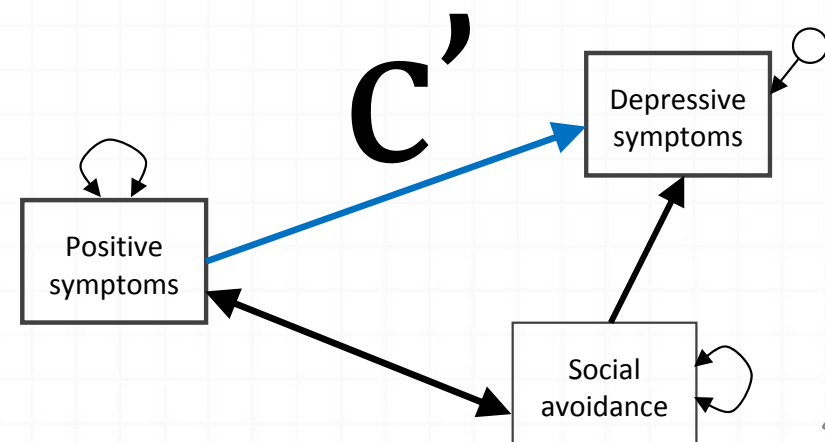 c’
Depressive
symptoms
Positive
symptoms
Social
avoidance